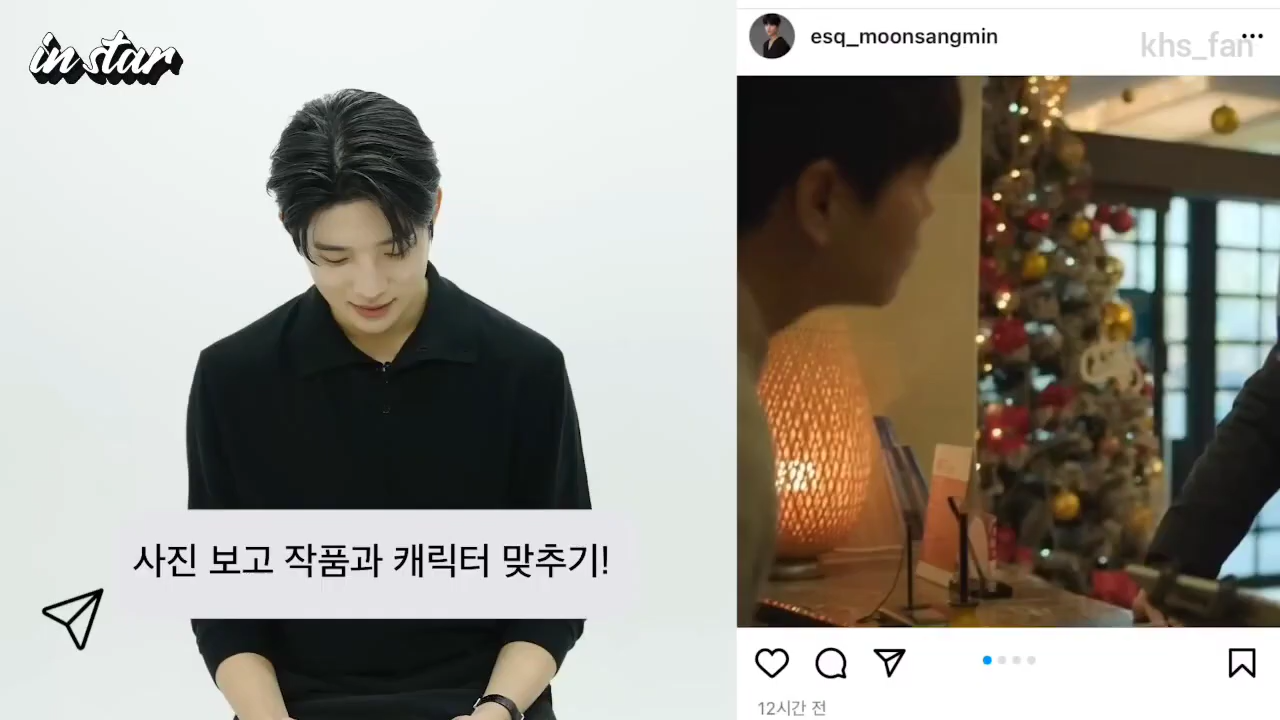 in star
esq_moonsangmin
khs_fan
사진 보고 작품과 캐릭터 맞추기!
12시간 전